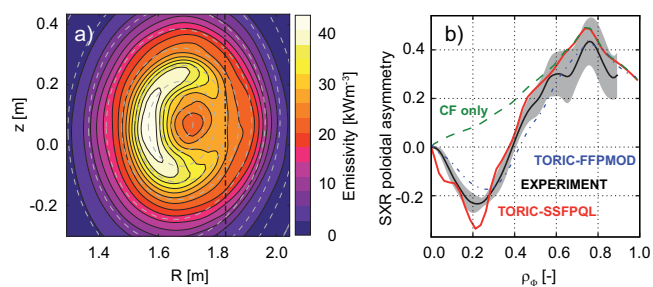 a)
0.4
0.2
0.0
-0.2
z [m]
1.4
1.6
1.8
2.0
R [m]
40
30
20
10
0
Emissivity [kWm⁻³]
b)
0.4
0.2
0.0
-0.2
SXR poloidal asymmetry
CF only
TORIC-FFPMOD
EXPERIMENT
TORIC-SSFPQL
0.0
0.2
0.4
0.6
0.8
1.0
ρ_Φ [-]